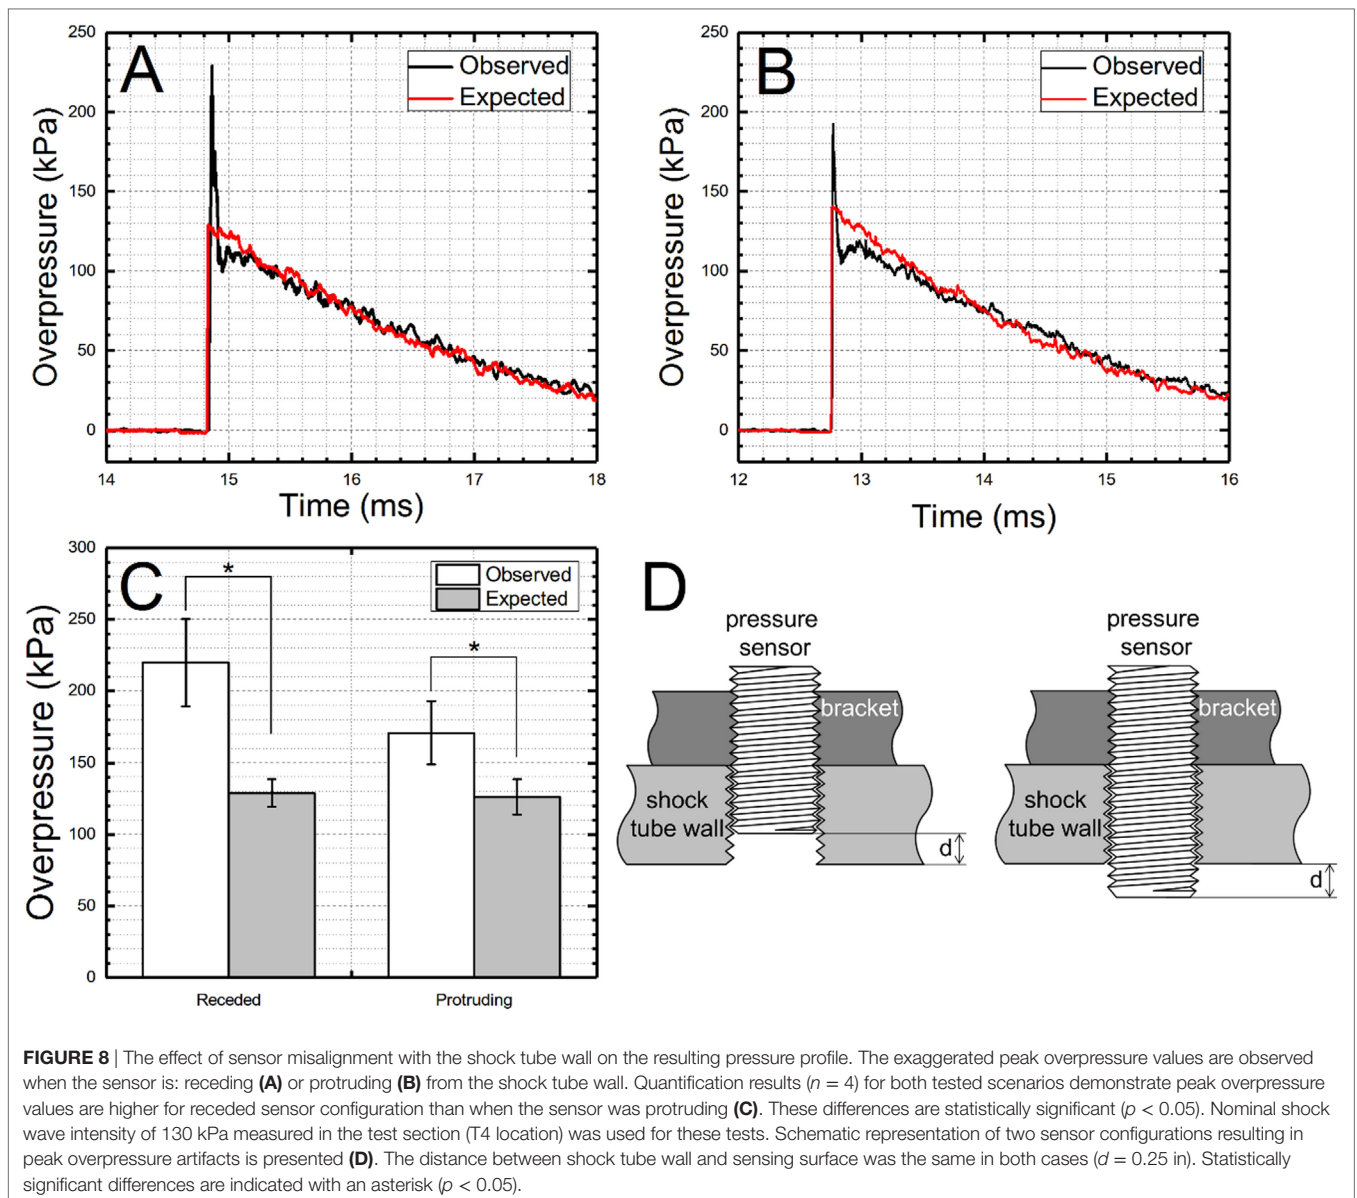 A
Observed
Expected
250
200
150
100
50
0
Overpressure (kPa)
14 15 16 17 18
Time (ms)
B
Observed
Expected
250
200
150
100
50
0
Overpressure (kPa)
12 13 14 15 16
Time (ms)
C
Observed
Expected
300
250
200
150
100
50
0
Overpressure (kPa)
*
*
Receded Protruding
D
pressure
sensor
bracket
shock
tube wall
d
pressure
sensor
bracket
shock
tube wall
d
FIGURE 8 | The effect of sensor misalignment with the shock tube wall on the resulting pressure profile. The exaggerated peak overpressure values are observed
when the sensor is: receding (A) or protruding (B) from the shock tube wall. Quantification results (n = 4) for both tested scenarios demonstrate peak overpressure
values are higher for receded sensor configuration than when the sensor was protruding (C). These differences are statistically significant (p < 0.05). Nominal shock
wave intensity of 130 kPa measured in the test section (T4 location) was used for these tests. Schematic representation of two sensor configurations resulting in
peak overpressure artifacts is presented (D). The distance between shock tube wall and sensing surface was the same in both cases (d = 0.25 in). Statistically
significant differences are indicated with an asterisk (p < 0.05).